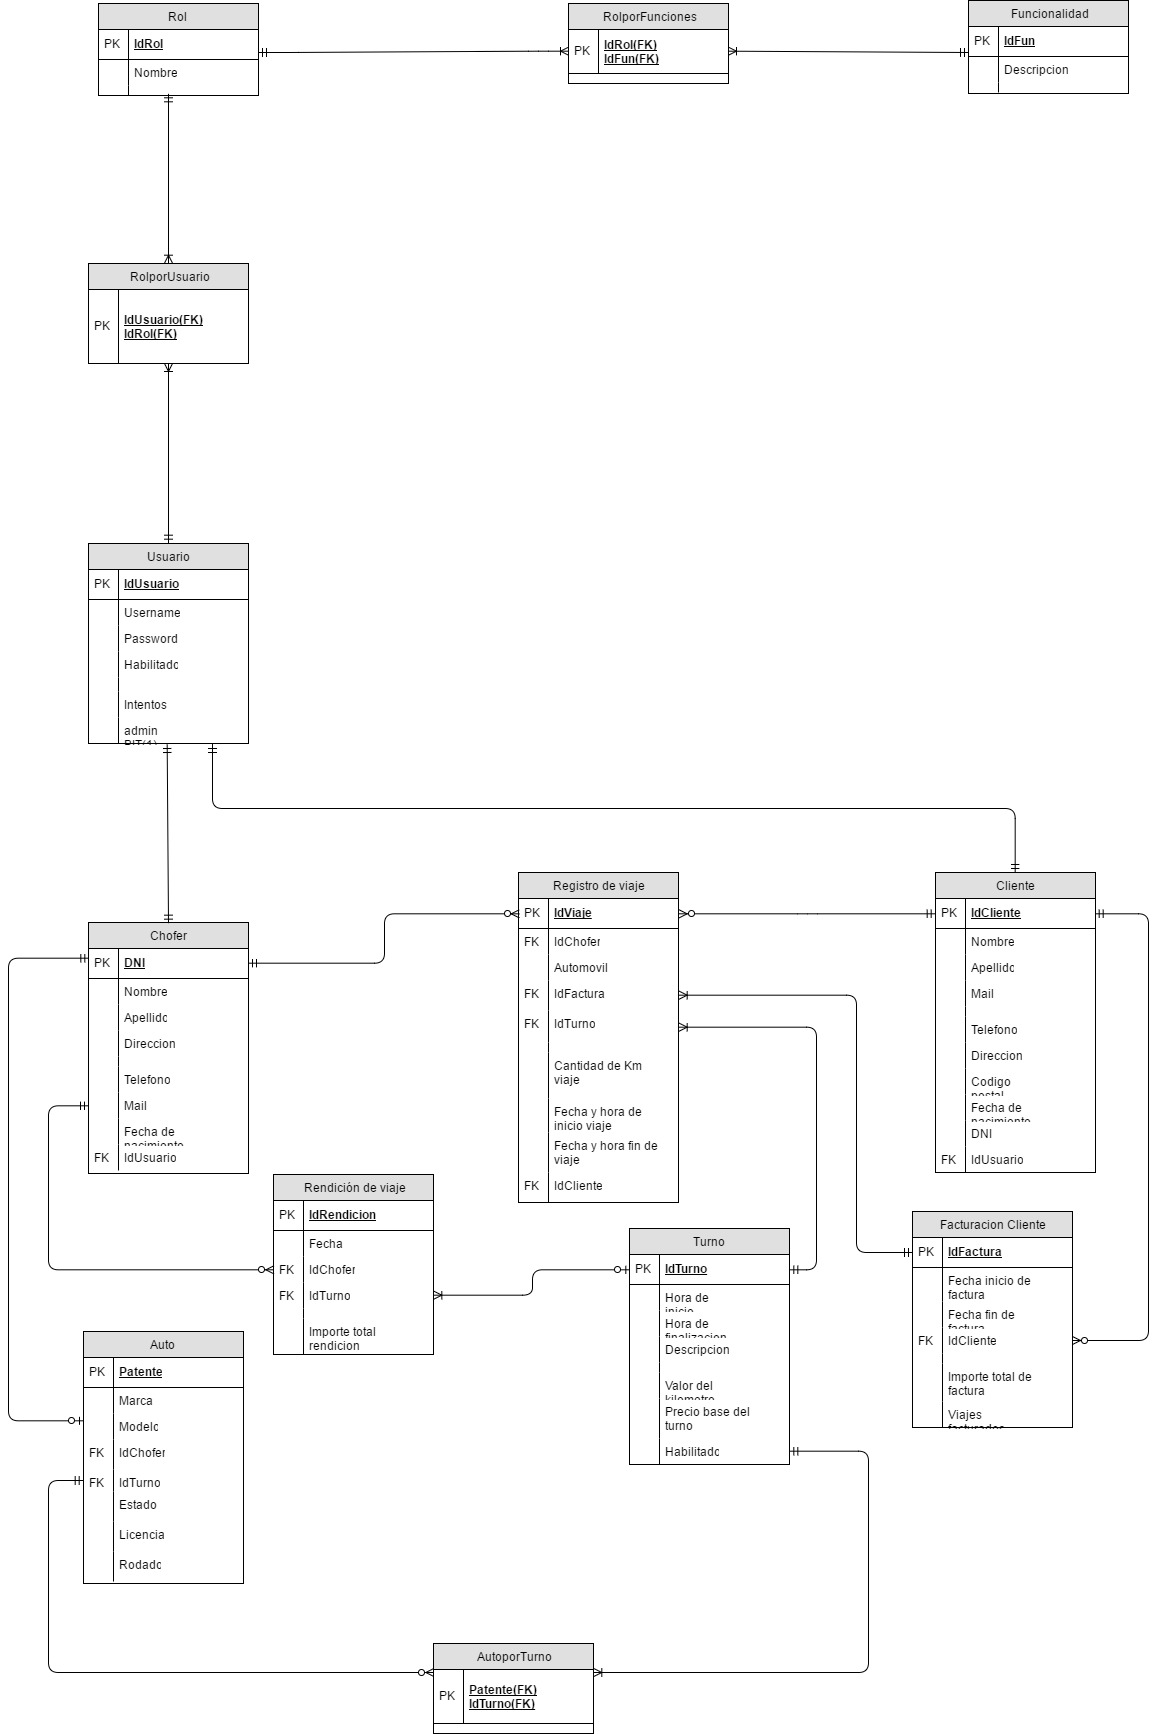 Rol
PK IdRol
Nombre
RolporFunciones
PK IdRol(FK)
IdFun(FK)
Funcionalidad
PK IdFun
Descripcion
RolporUsuario
PK IdUsuario(FK)
IdRol(FK)
Usuario
PK IdUsuario
Username
Password
Habilitado
Intentos
admin
BIT(1)
Chofer
PK DNI
Nombre
Apellido
Direccion
Telefono
Mail
Fecha de
nacimiento
FK IdUsuario
Registro de viaje
PK IdViaje
FK IdChofer
Automovil
FK IdFactura
FK IdTurno
Cantidad de Km
viaje
Fecha y hora de
inicio viaje
Fecha y hora fin de
viaje
FK IdCliente
Cliente
PK IdCliente
Nombre
Apellido
Mail
Telefono
Direccion
Codigo
postal
Fecha de
nacimiento
DNI
FK IdUsuario
Rendición de viaje
PK IdRendicion
Fecha
FK IdChofer
FK IdTurno
Importe total
rendicion
Turno
PK IdTurno
Hora de
inicio
Hora de
finalizacion
Descripcion
Valor del
kilometro
Precio base del
turno
Habilitado
Facturacion Cliente
PK IdFactura
Fecha inicio de
factura
Fecha fin de
factura
FK IdCliente
Importe total de
factura
Viajes
facturados
Auto
PK Patente
Marca
Modelo
FK IdChofer
FK IdTurno
Estado
Licencia
Rodado
AutoporTurno
PK Patente(FK)
IdTurno(FK)